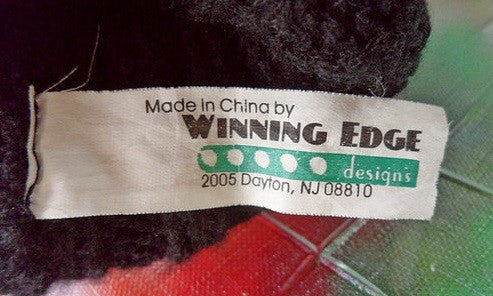 Made in China by
WINNING EDGE
designs
2005 Dayton, NJ 08810